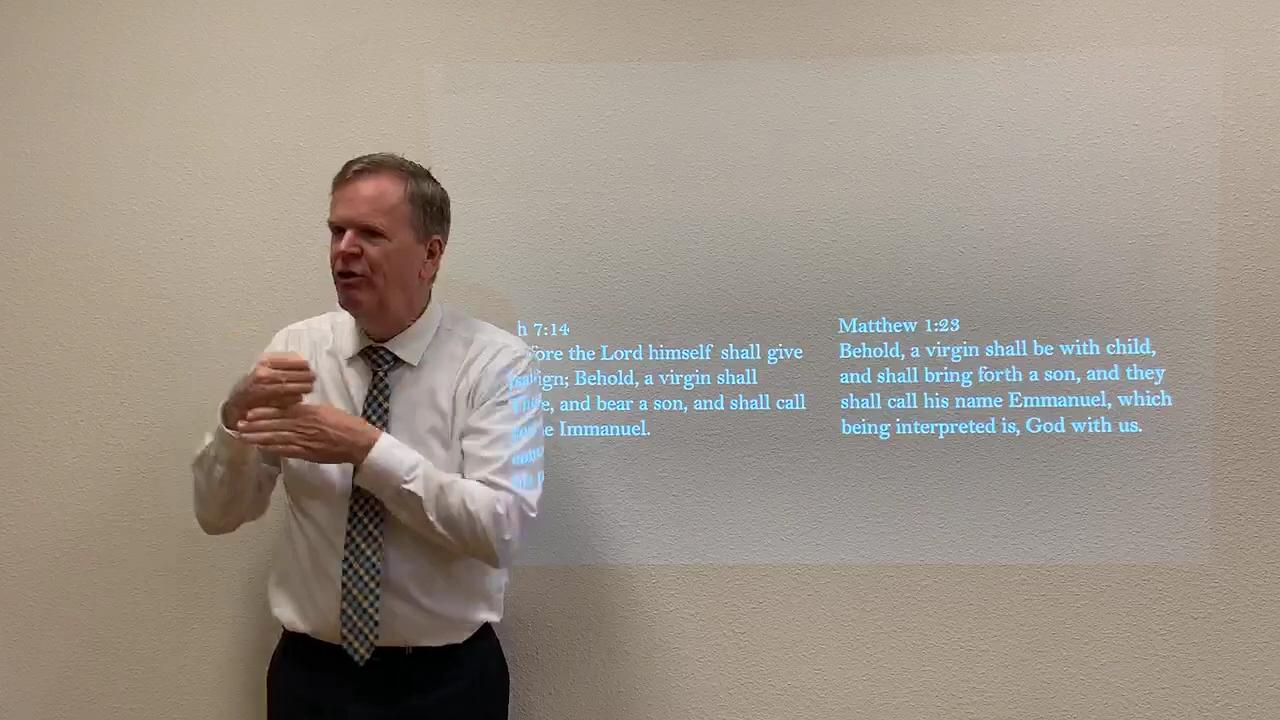 h 7:14
fore the Lord himself shall give
ign; Behold, a virgin shall
e, and bear a son, and shall call
e Immanuel.
Matthew 1:23
Behold, a virgin shall be with child,
and shall bring forth a son, and they
shall call his name Emmanuel, which
being interpreted is, God with us.